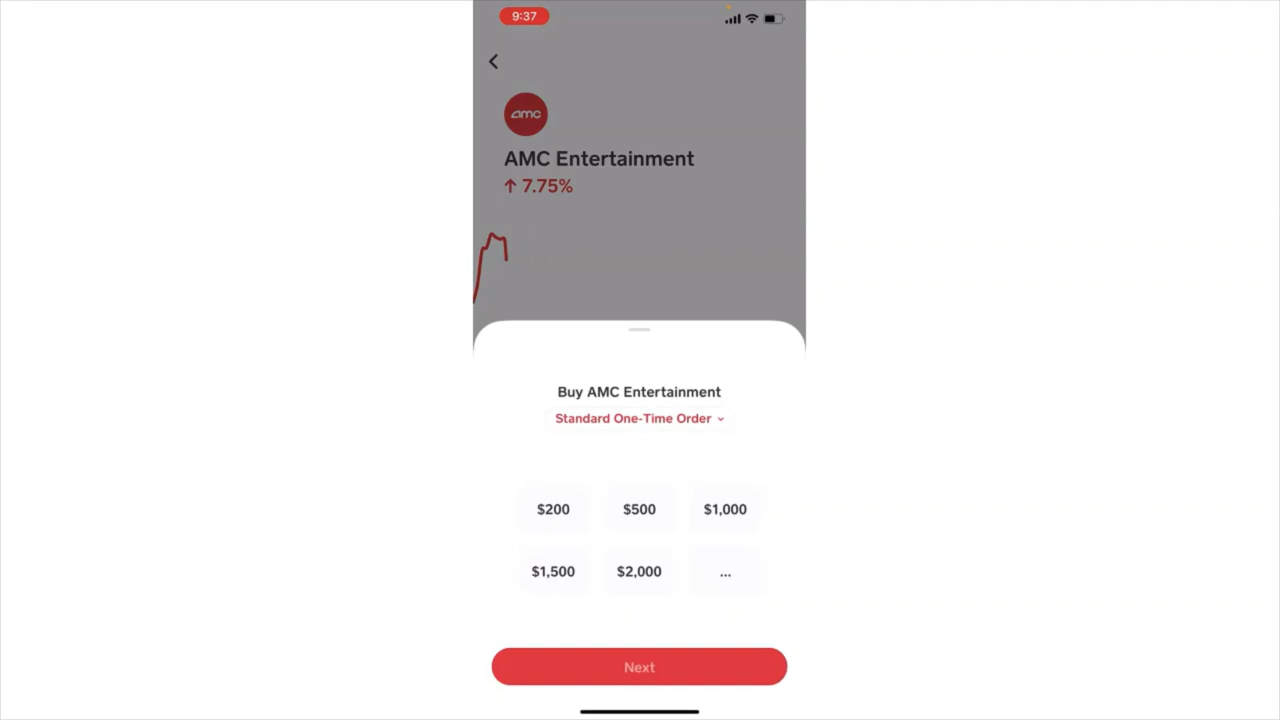 9:37
amc
AMC Entertainment
↑ 7.75%
Buy AMC Entertainment
Standard One-Time Order
$200 $500 $1,000
$1,500 $2,000 ...
Next